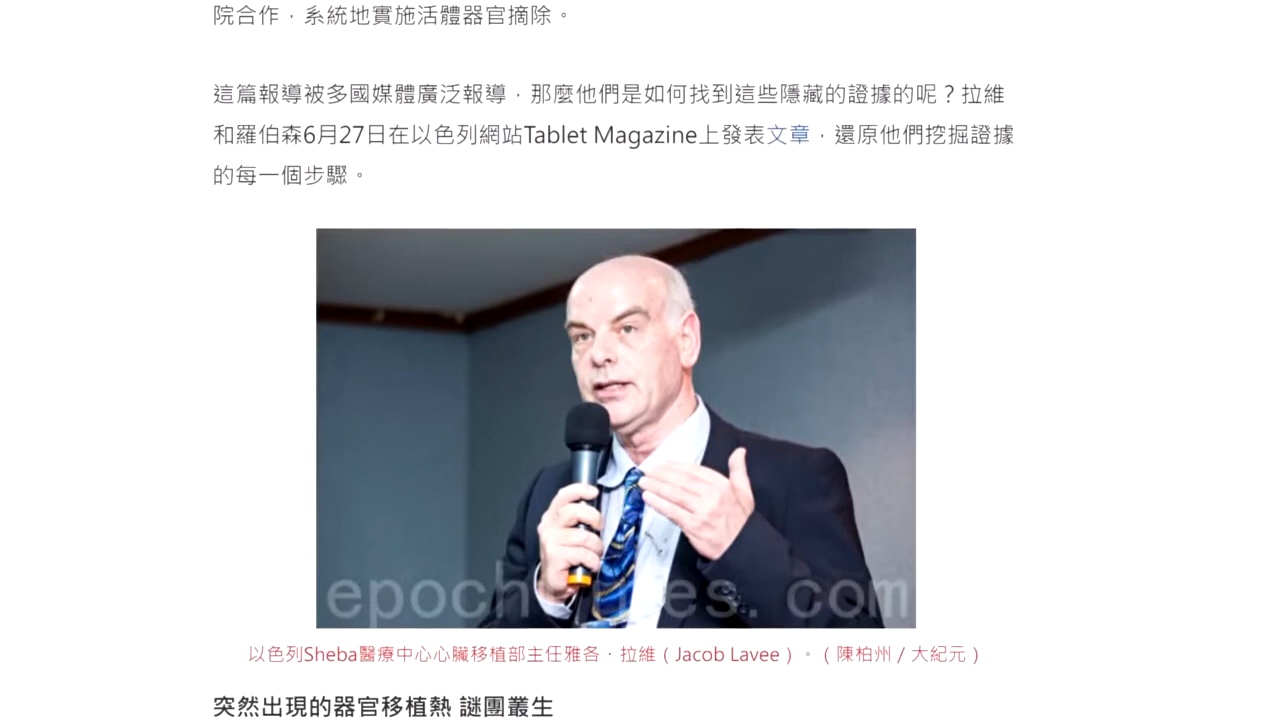 院合作，系統地實施活體器官摘除。
這篇報導被多國媒體廣泛報導，那麼他們是如何找到這些隱藏的證據的呢？拉維
和羅伯森6月27日在以色列網站Tablet Magazine上發表文章，還原他們挖掘證據
的每一個步驟。
epochtimes.com
以色列Sheba醫療中心心臟移植部主任雅各·拉維（Jacob Lavee）。（陳柏州／大紀元）
突然出現的器官移植熱 謎團叢生